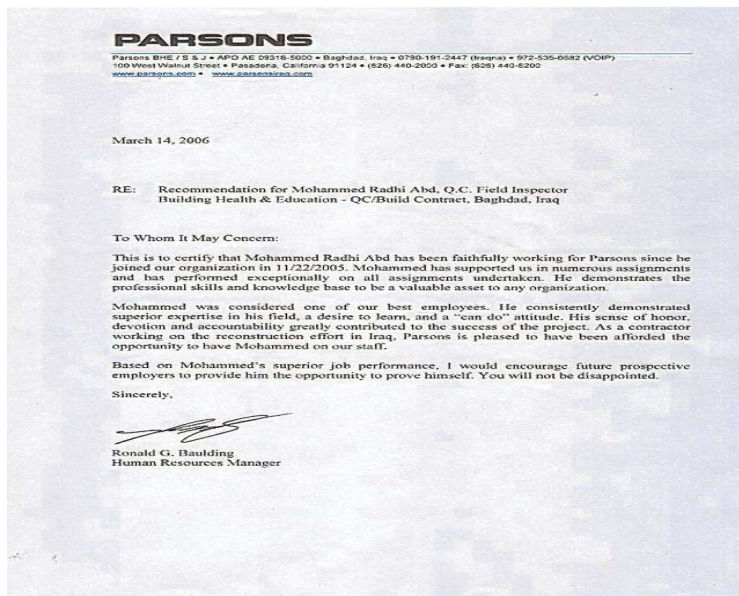 PARSONS
Parsons BHE / S & J • APO AE 09316-5000 • Baghdad, Iraq • 0790-191-2447 (Iraqna) • 972-535-0682 (VOIP)
100 West Walnut Street • Pasadena, California 91124 • (626) 440-2000 • Fax: (626) 440-6200
www.parsons.com • www.parsonsiraq.com
March 14, 2006
RE: Recommendation for Mohammed Radhi Abd, Q.C. Field Inspector
Building Health & Education - QC/Build Contract, Baghdad, Iraq
To Whom It May Concern:
This is to certify that Mohammed Radhi Abd has been faithfully working for Parsons since he
joined our organization in 11/22/2005. Mohammed has supported us in numerous assignments
and has performed exceptionally on all assignments undertaken. He demonstrates the
professional skills and knowledge base to be a valuable asset to any organization.
Mohammed was considered one of our best employees. He consistently demonstrated
superior expertise in his field, a desire to learn, and a “can do” attitude. His sense of honor,
devotion and accountability greatly contributed to the success of the project. As a contractor
working on the reconstruction effort in Iraq, Parsons is pleased to have been afforded the
opportunity to have Mohammed on our staff.
Based on Mohammed’s superior job performance, I would encourage future prospective
employers to provide him the opportunity to prove himself. You will not be disappointed.
Sincerely,
Ronald G. Baulding
Human Resources Manager